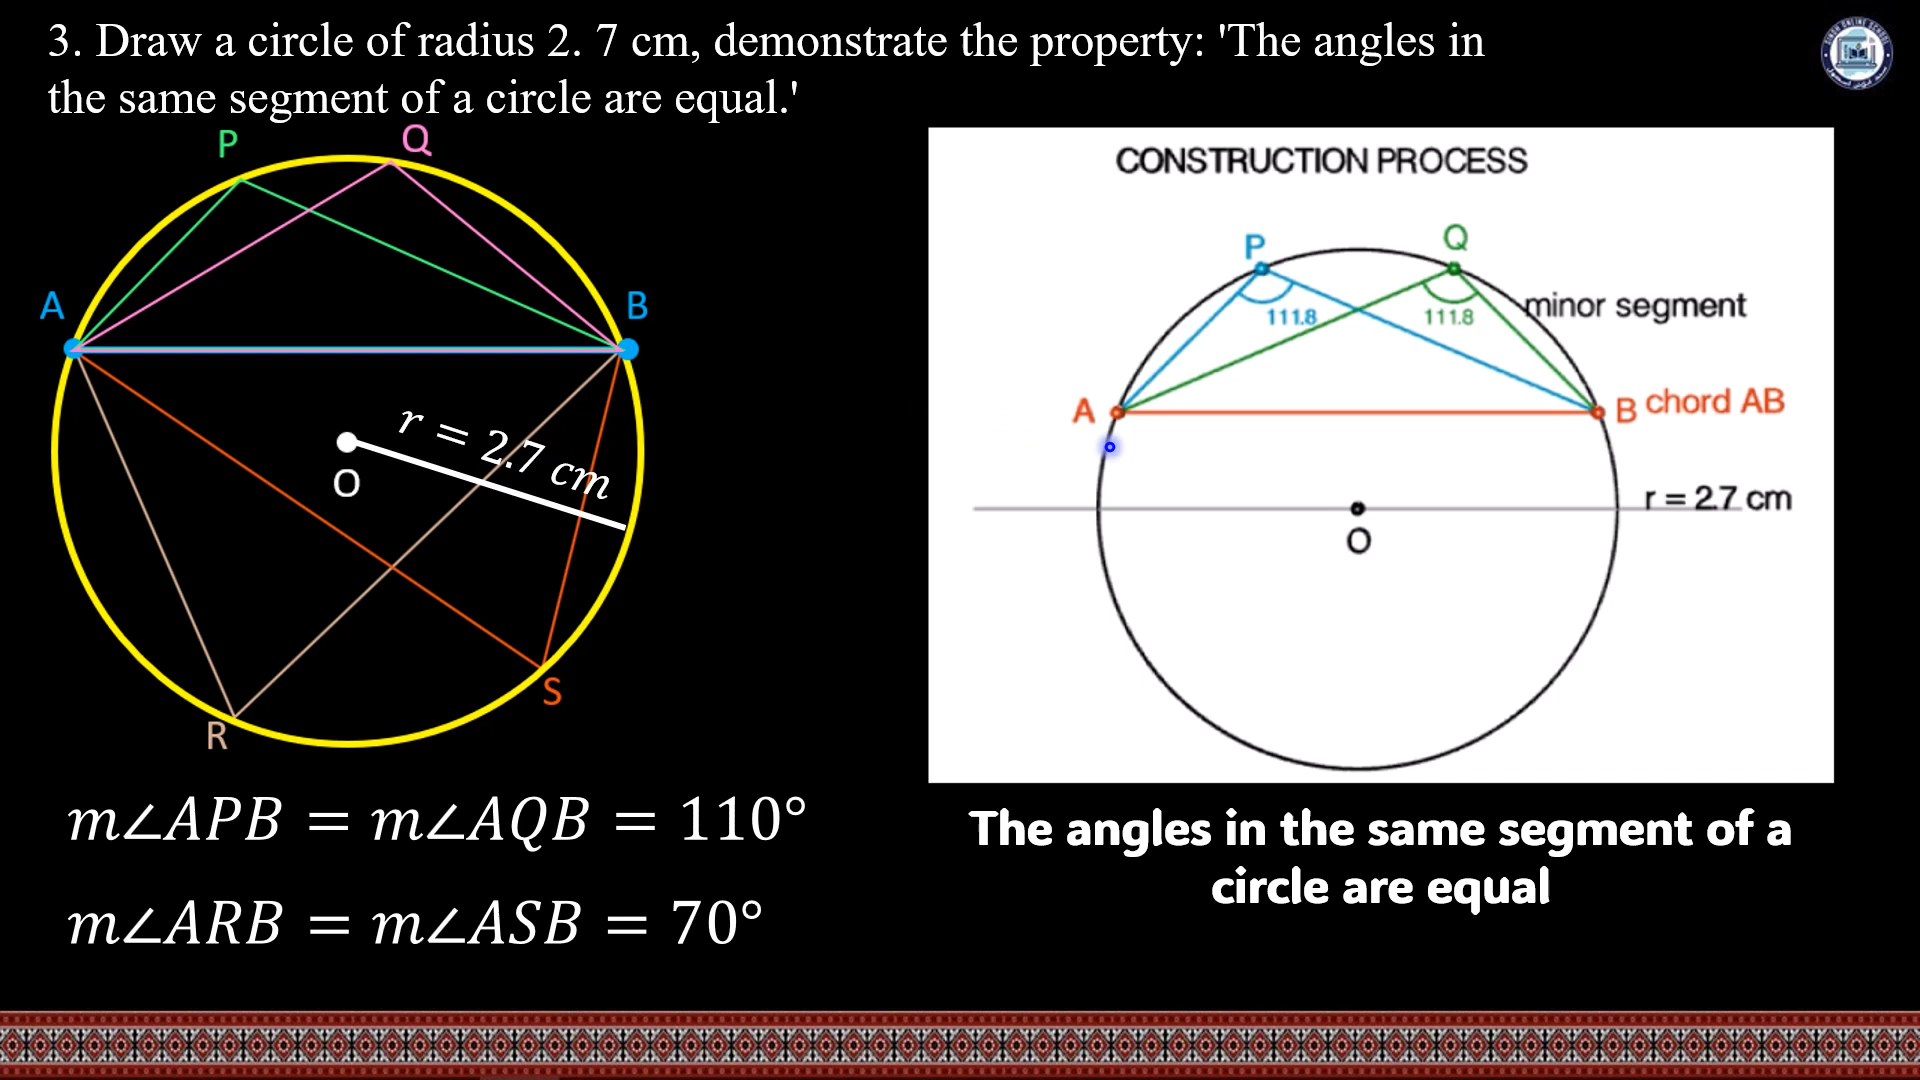 3. Draw a circle of radius 2. 7 cm, demonstrate the property: 'The angles in
the same segment of a circle are equal.'
P
Q
A
B
r = 2.7 cm
O
S
R
m∠APB = m∠AQB = 110°
m∠ARB = m∠ASB = 70°
CONSTRUCTION PROCESS
P
Q
111.8
111.8
minor segment
A
B
chord AB
r = 2.7 cm
O
The angles in the same segment of a
circle are equal